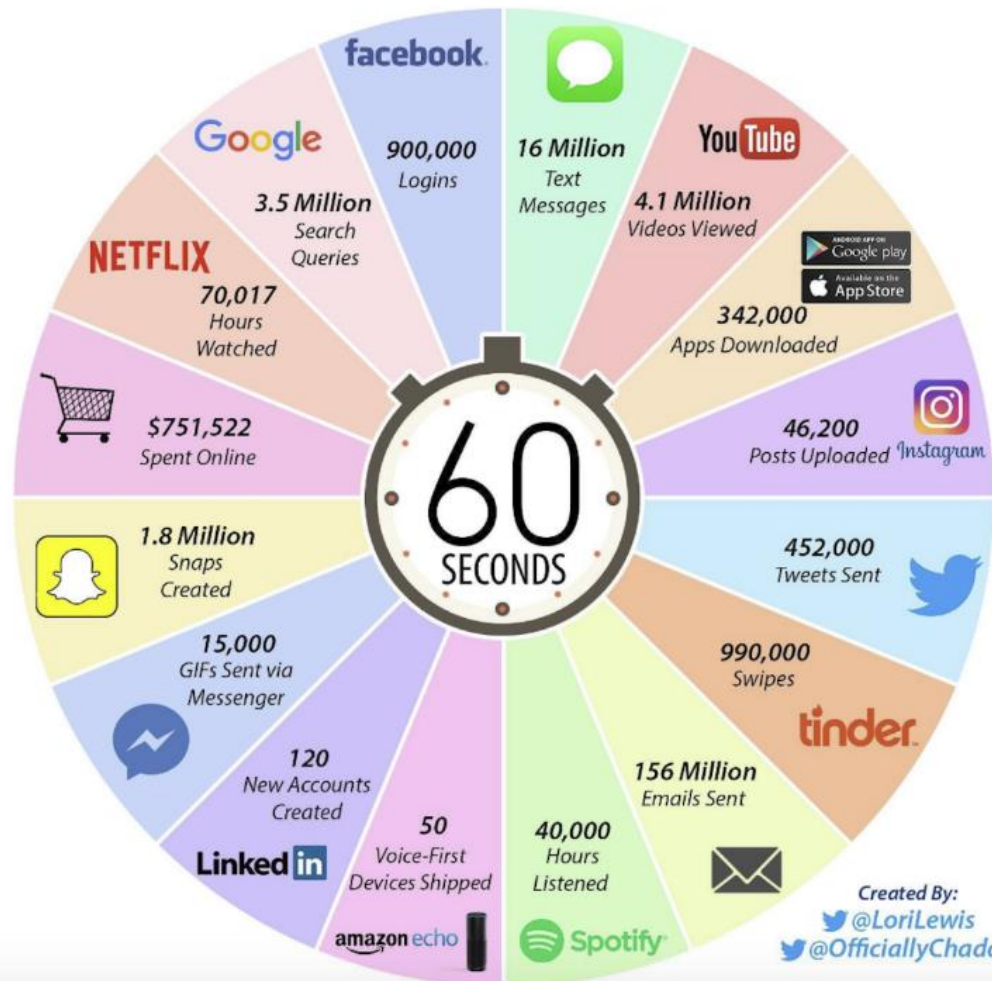 facebook.
900,000
Logins
16 Million
Text
Messages
YouTube
4.1 Million
Videos Viewed
ANDROID APP ON
Google play
Available on the
App Store
342,000
Apps Downloaded
46,200
Posts Uploaded
Instagram
452,000
Tweets Sent
990,000
Swipes
tinder
156 Million
Emails Sent
40,000
Hours
Listened
Spotify
50
Voice-First
Devices Shipped
amazon echo
120
New Accounts
Created
Linked in
15,000
GIFs Sent via
Messenger
1.8 Million
Snaps
Created
$751,522
Spent Online
NETFLIX
70,017
Hours
Watched
Google
3.5 Million
Search
Queries
60
SECONDS
Created By:
@LoriLewis
@OfficiallyChadd